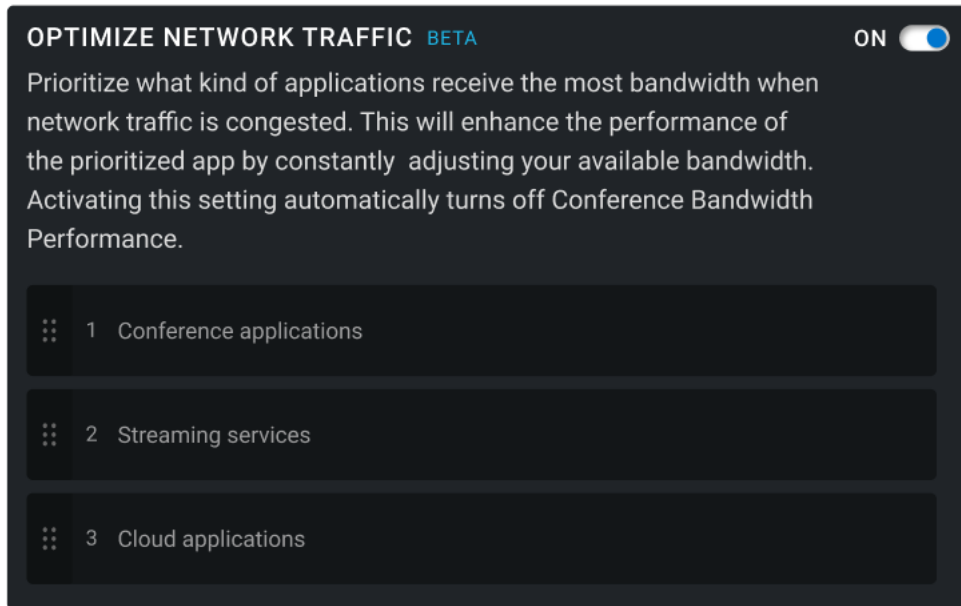 OPTIMIZE NETWORK TRAFFIC BETA ON
Prioritize what kind of applications receive the most bandwidth when
network traffic is congested. This will enhance the performance of
the prioritized app by constantly adjusting your available bandwidth.
Activating this setting automatically turns off Conference Bandwidth
Performance.
1 Conference applications
2 Streaming services
3 Cloud applications